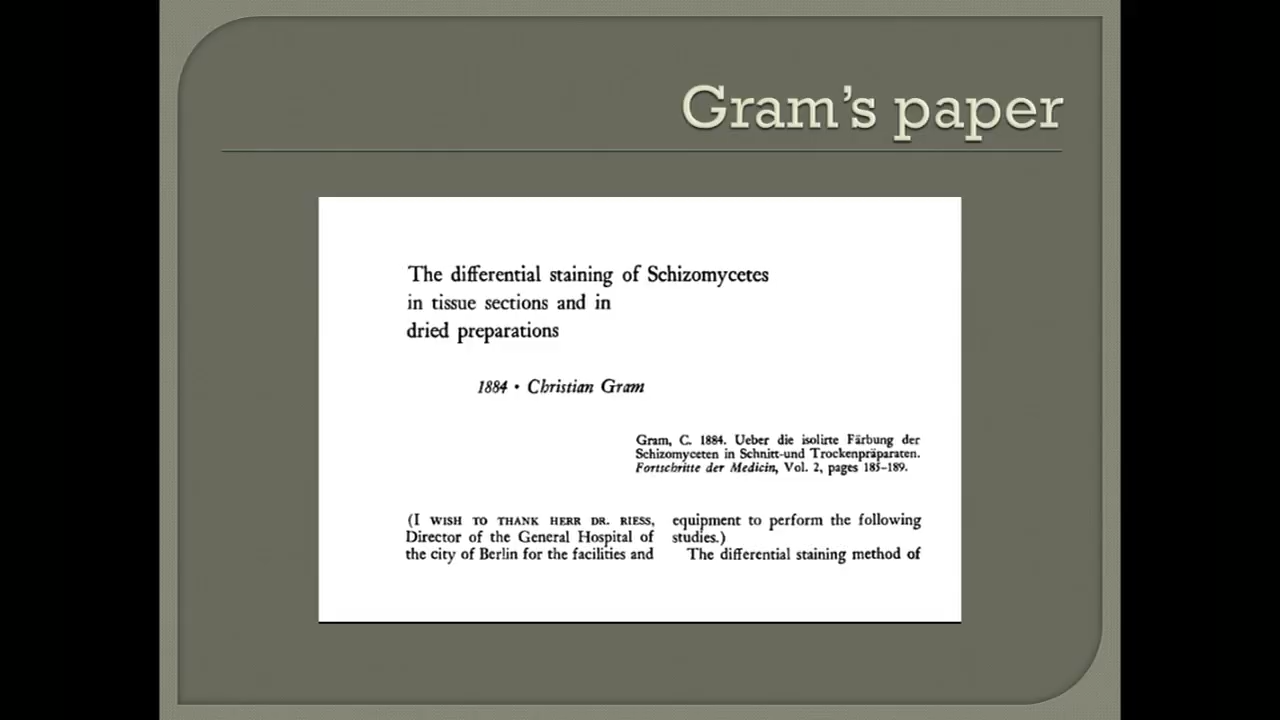 Gram's paper
The differential staining of Schizomycetes
in tissue sections and in
dried preparations
1884 • Christian Gram
Gram, C. 1884. Ueber die isolirte Färbung der
Schizomyceten in Schnitt-und Trockenpräparaten.
Fortschritte der Medicin, Vol. 2, pages 185-189.
(I WISH TO THANK HERR DR. RIESS,
Director of the General Hospital of
the city of Berlin for the facilities and
equipment to perform the following
studies.)
The differential staining method of